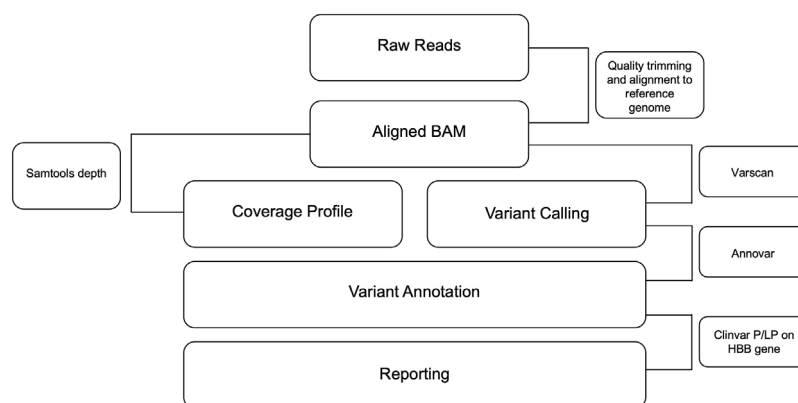 Raw Reads
Quality trimming
and alignment to
reference
genome
Aligned BAM
Samtools depth
Varscan
Coverage Profile
Variant Calling
Annovar
Variant Annotation
Clinvar P/LP on
HBB gene
Reporting